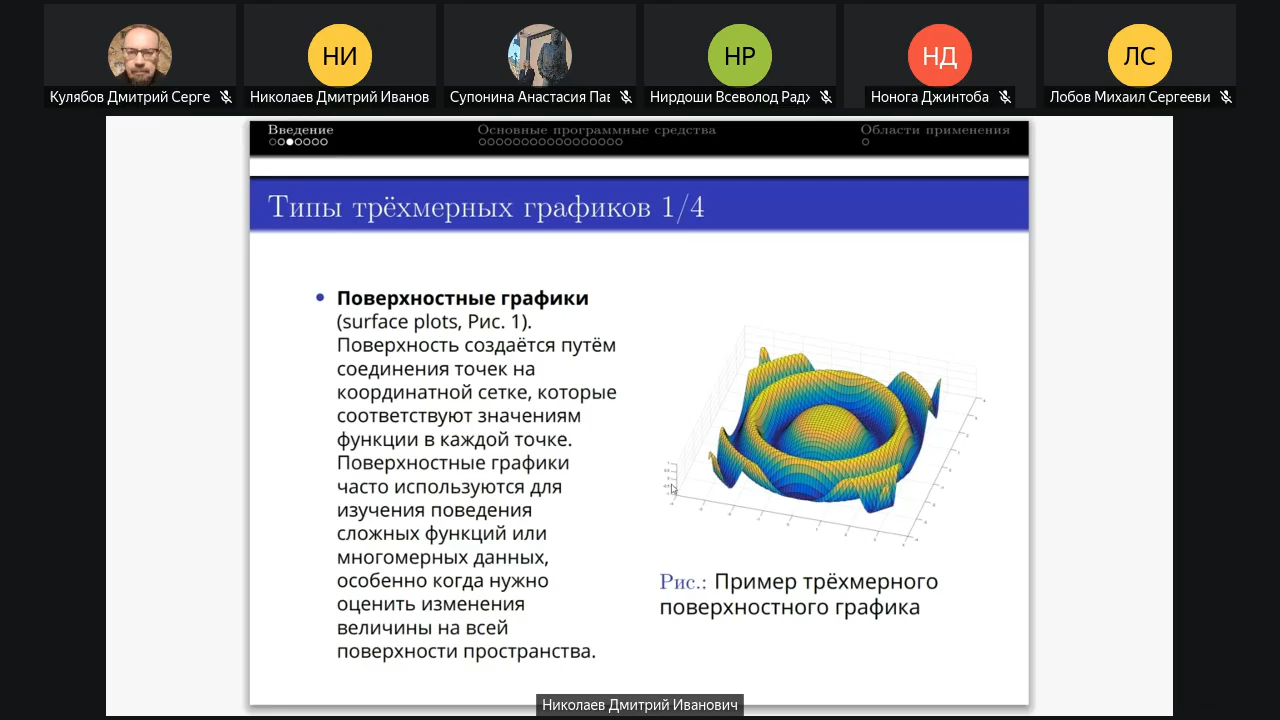 НИ
НР
НД
ЛС
Кулябов Дмитрий Серге
Николаев Дмитрий Иванов
Супонина Анастасия Пав
Нирдоши Всеволод Радж
Нонога Джинтоба
Лобов Михаил Сергееви
Введение
Основные программные средства
Области применения
Типы трёхмерных графиков 1/4
• Поверхностные графики
(surface plots, Рис. 1).
Поверхность создаётся путём
соединения точек на
координатной сетке, которые
соответствуют значениям
функции в каждой точке.
Поверхностные графики
часто используются для
изучения поведения
сложных функций или
многомерных данных,
особенно когда нужно
оценить изменения
величины на всей
поверхности пространства.
Рис.: Пример трёхмерного
поверхностного графика
Николаев Дмитрий Иванович